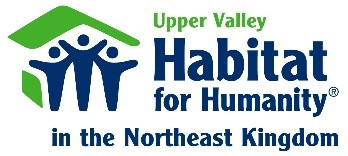 Upper Valley
Habitat
for Humanity®
in the Northeast Kingdom